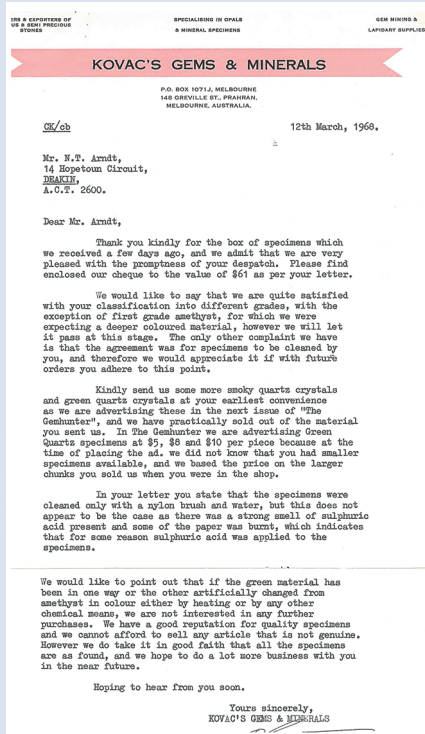 ERS & EXPORTERS OF
US & SEMI PRECIOUS
STONES
SPECIALISING IN OPALS
& MINERAL SPECIMENS
GEM MINING &
LAPIDARY SUPPLIES
KOVAC'S GEMS & MINERALS
P.O. BOX 1071J, MELBOURNE
148 GREVILLE ST., PRAHRAN,
MELBOURNE, AUSTRALIA.
CK/cb
12th March, 1968.
Mr. N.T. Arndt,
14 Hopetoun Circuit,
DEAKIN,
A.C.T. 2600.
Dear Mr. Arndt,
Thank you kindly for the box of specimens which
we received a few days ago, and we admit that we are very
pleased with the promptness of your despatch. Please find
enclosed our cheque to the value of $61 as per your letter.
We would like to say that we are quite satisfied
with your classification into different grades, with the
exception of first grade amethyst, for which we were
expecting a deeper coloured material, however we will let
it pass at this stage. The only other complaint we have
is that the agreement was for specimens to be cleaned by
you, and therefore we would appreciate it if with future
orders you adhere to this point.
Kindly send us some more smoky quartz crystals
and green quartz crystals at your earliest convenience
as we are advertising these in the next issue of "The
Gemhunter", and we have practically sold out of the material
you sent us. In The Gemhunter we are advertising Green
Quartz specimens at $5, $8 and $10 per piece because at the
time of placing the ad. we did not know that you had smaller
specimens available, and we based the price on the larger
chunks you sold us when you were in the shop.
In your letter you state that the specimens were
cleaned only with a nylon brush and water, but this does not
appear to be the case as there was a strong smell of sulphuric
acid present and some of the paper was burnt, which indicates
that for some reason sulphuric acid was applied to the
specimens.
We would like to point out that if the green material has
been in one way or the other artificially changed from
amethyst in colour either by heating or by any other
chemical means, we are not interested in any further
purchases. We have a good reputation for quality specimens
and we cannot afford to sell any article that is not genuine.
However we do take it in good faith that all the specimens
are as found, and we hope to do a lot more business with you
in the near future.
Hoping to hear from you soon.
Yours sincerely,
KOVAC'S GEMS & MINERALS